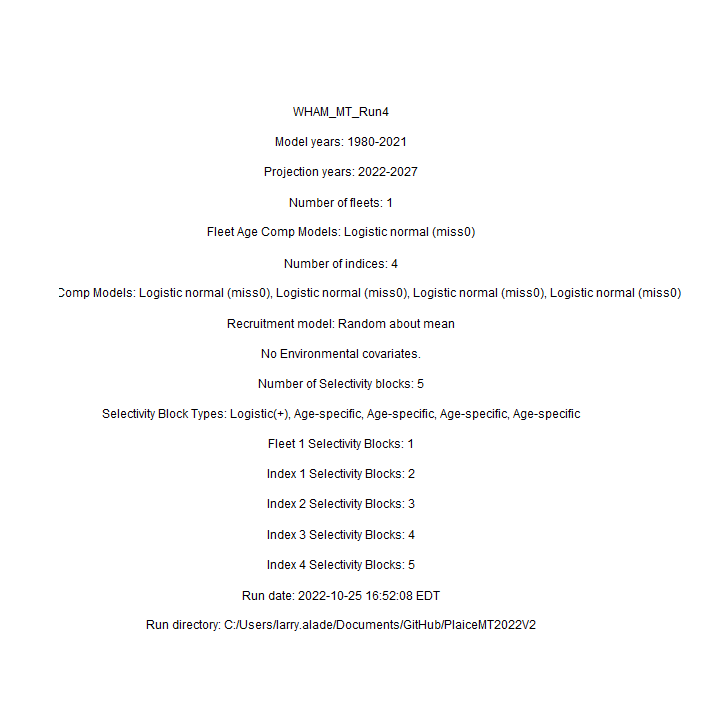 WHAM_MT_Run4
Model years: 1980-2021
Projection years: 2022-2027
Number of fleets: 1
Fleet Age Comp Models: Logistic normal (miss0)
Number of indices: 4
Comp Models: Logistic normal (miss0), Logistic normal (miss0), Logistic normal (miss0), Logistic normal (miss0)
Recruitment model: Random about mean
No Environmental covariates.
Number of Selectivity blocks: 5
Selectivity Block Types: Logistic(+), Age-specific, Age-specific, Age-specific, Age-specific
Fleet 1 Selectivity Blocks: 1
Index 1 Selectivity Blocks: 2
Index 2 Selectivity Blocks: 3
Index 3 Selectivity Blocks: 4
Index 4 Selectivity Blocks: 5
Run date: 2022-10-25 16:52:08 EDT
Run directory: C:/Users/larry.alade/Documents/GitHub/PlaiceMT2022V2